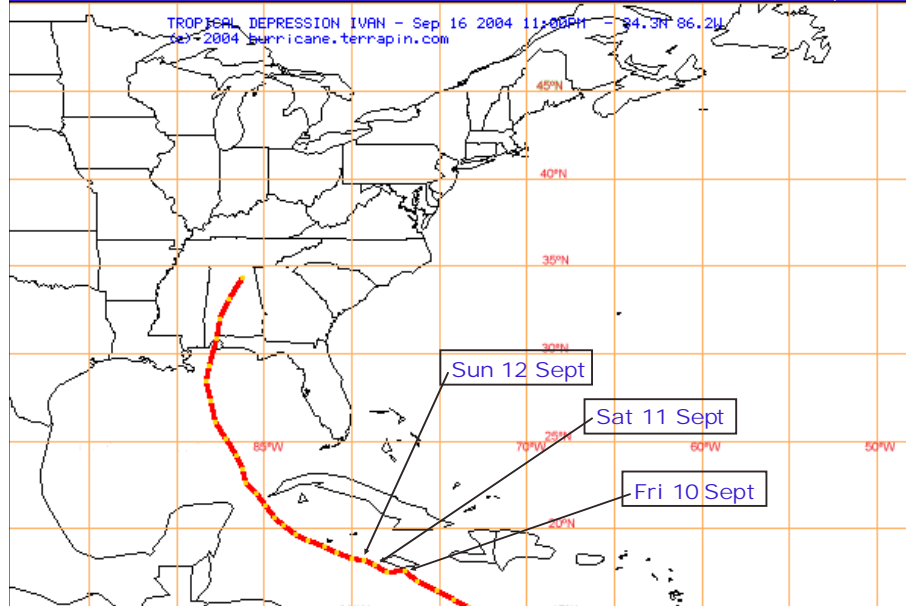 TROPICAL DEPRESSION IVAN - Sep 16 2004 11:00PM - 34.3N 86.2W
(c) 2004 hurricane.terrapin.com
45°N
40°N
35°N
30°N
Sun 12 Sept
Sat 11 Sept
85°W
70°W
25°N
60°W
50°W
Fri 10 Sept
20°N